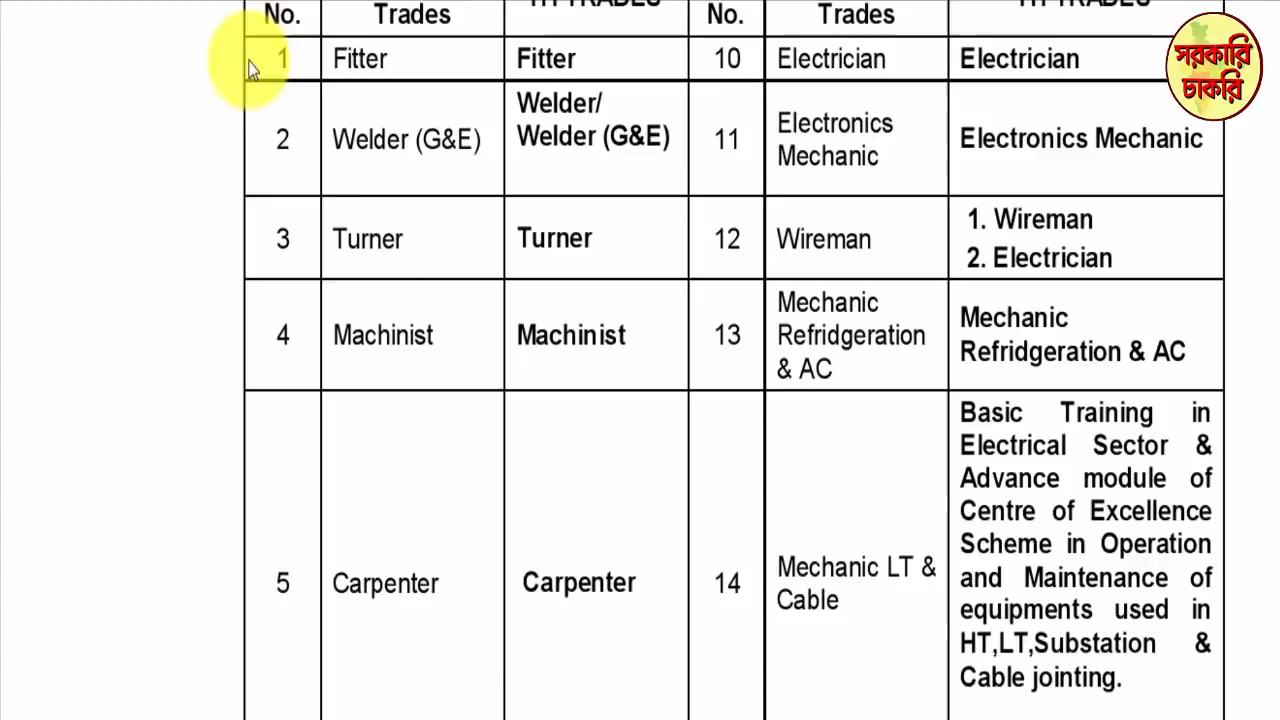 No.
Trades
No.
Trades
1
Fitter
Fitter
10
Electrician
Electrician
2
Welder (G&E)
Welder/
Welder (G&E)
11
Electronics
Mechanic
Electronics Mechanic
3
Turner
Turner
12
Wireman
1. Wireman
2. Electrician
4
Machinist
Machinist
13
Mechanic
Refridgeration
& AC
Mechanic
Refridgeration & AC
5
Carpenter
Carpenter
14
Mechanic LT &
Cable
Basic Training in
Electrical Sector &
Advance module of
Centre of Excellence
Scheme in Operation
and Maintenance of
equipments used in
HT,LT,Substation &
Cable jointing.
সরকারি
চাকরি